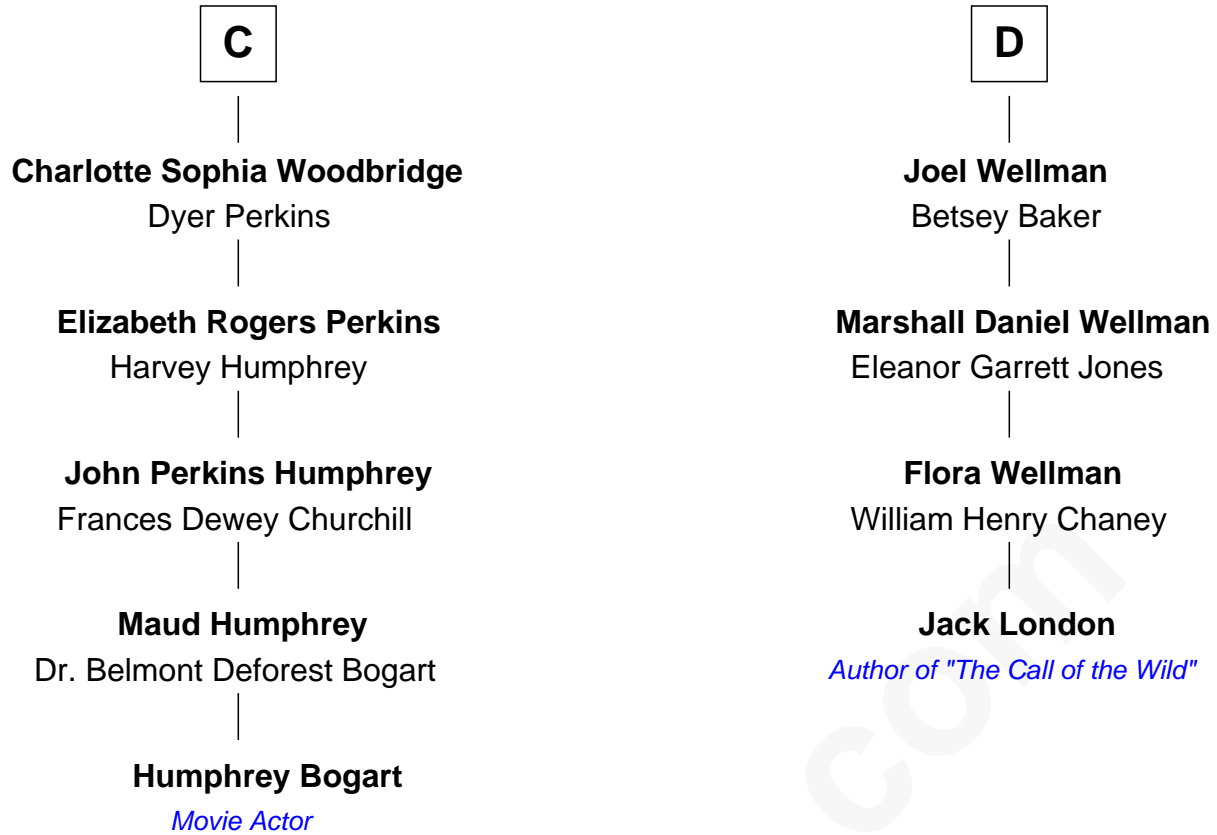 C
Charlotte Sophia Woodbridge
Dyer Perkins
Elizabeth Rogers Perkins
Harvey Humphrey
John Perkins Humphrey
Frances Dewey Churchill
Maud Humphrey
Dr. Belmont Deforest Bogart
Humphrey Bogart
Movie Actor
D
Joel Wellman
Betsey Baker
Marshall Daniel Wellman
Eleanor Garrett Jones
Flora Wellman
William Henry Chaney
Jack London
Author of "The Call of the Wild"
com